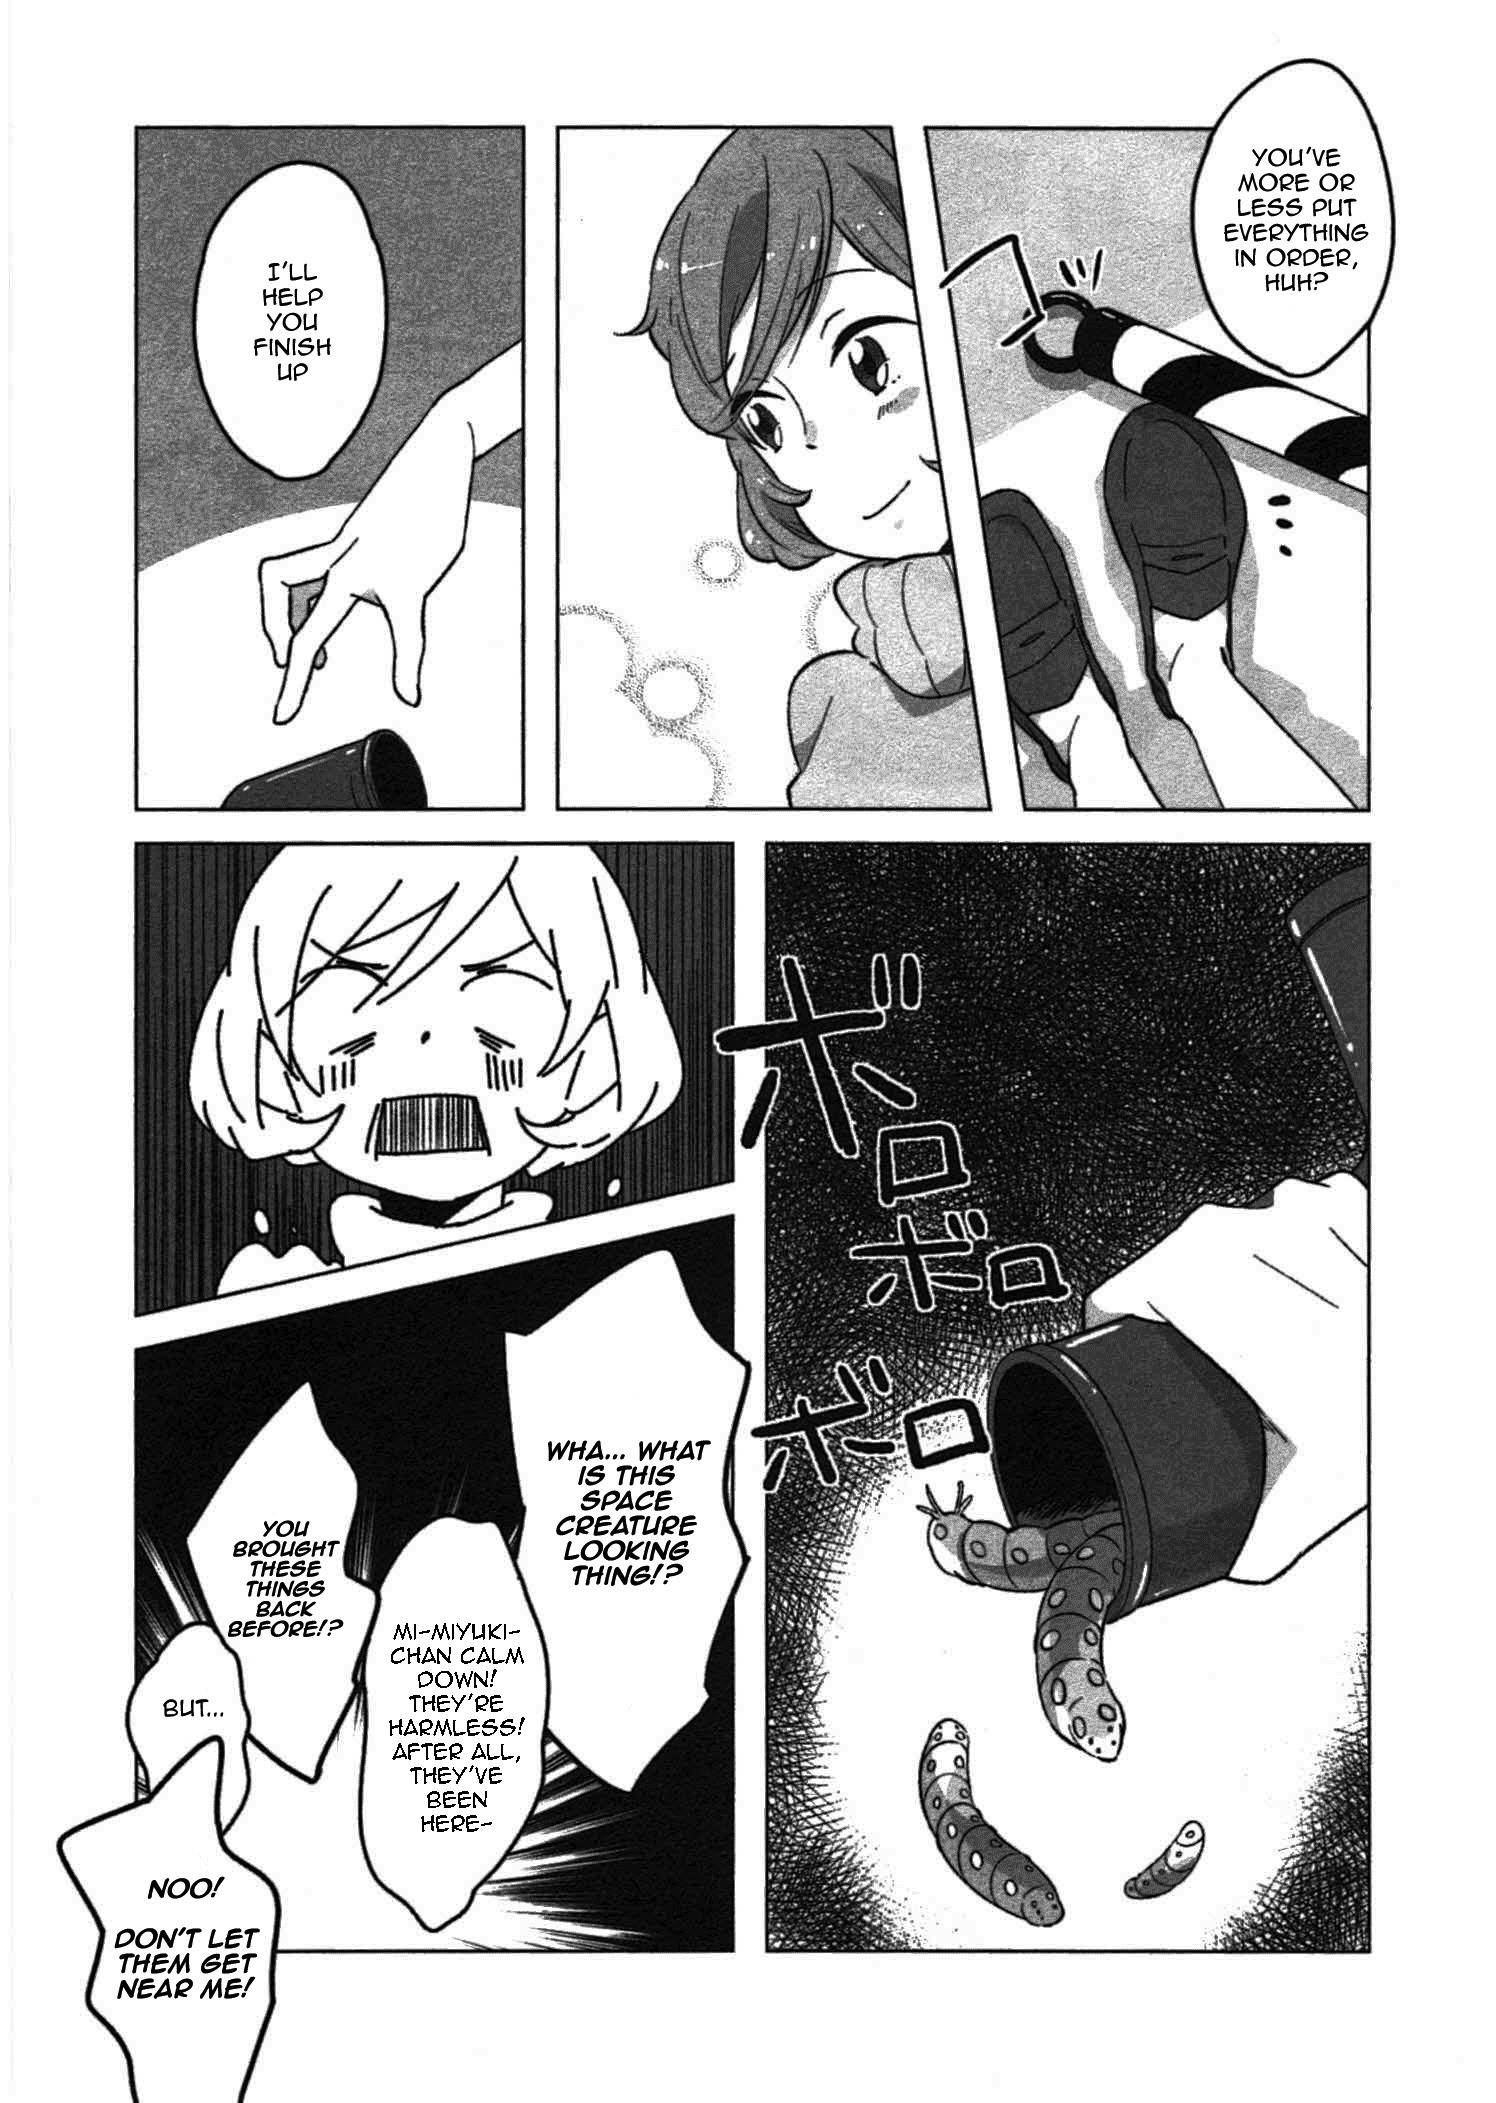 YOU'VE
MORE OR
LESS PUT
EVERYTHING
IN ORDER,
HUH?
I'LL
HELP
YOU
FINISH
UP
ボ
ロ
ボロ
ボロ
WHA... WHAT
IS THIS
SPACE
CREATURE
LOOKING
THING!?
MI-MIYUKI-
CHAN CALM
DOWN!
THEY'RE
HARMLESS!
AFTER ALL,
THEY'VE
BEEN
HERE-
YOU
BROUGHT
THESE
THINGS
BACK
BEFORE!?
BUT...
NOO!
DON'T LET
THEM GET
NEAR ME!